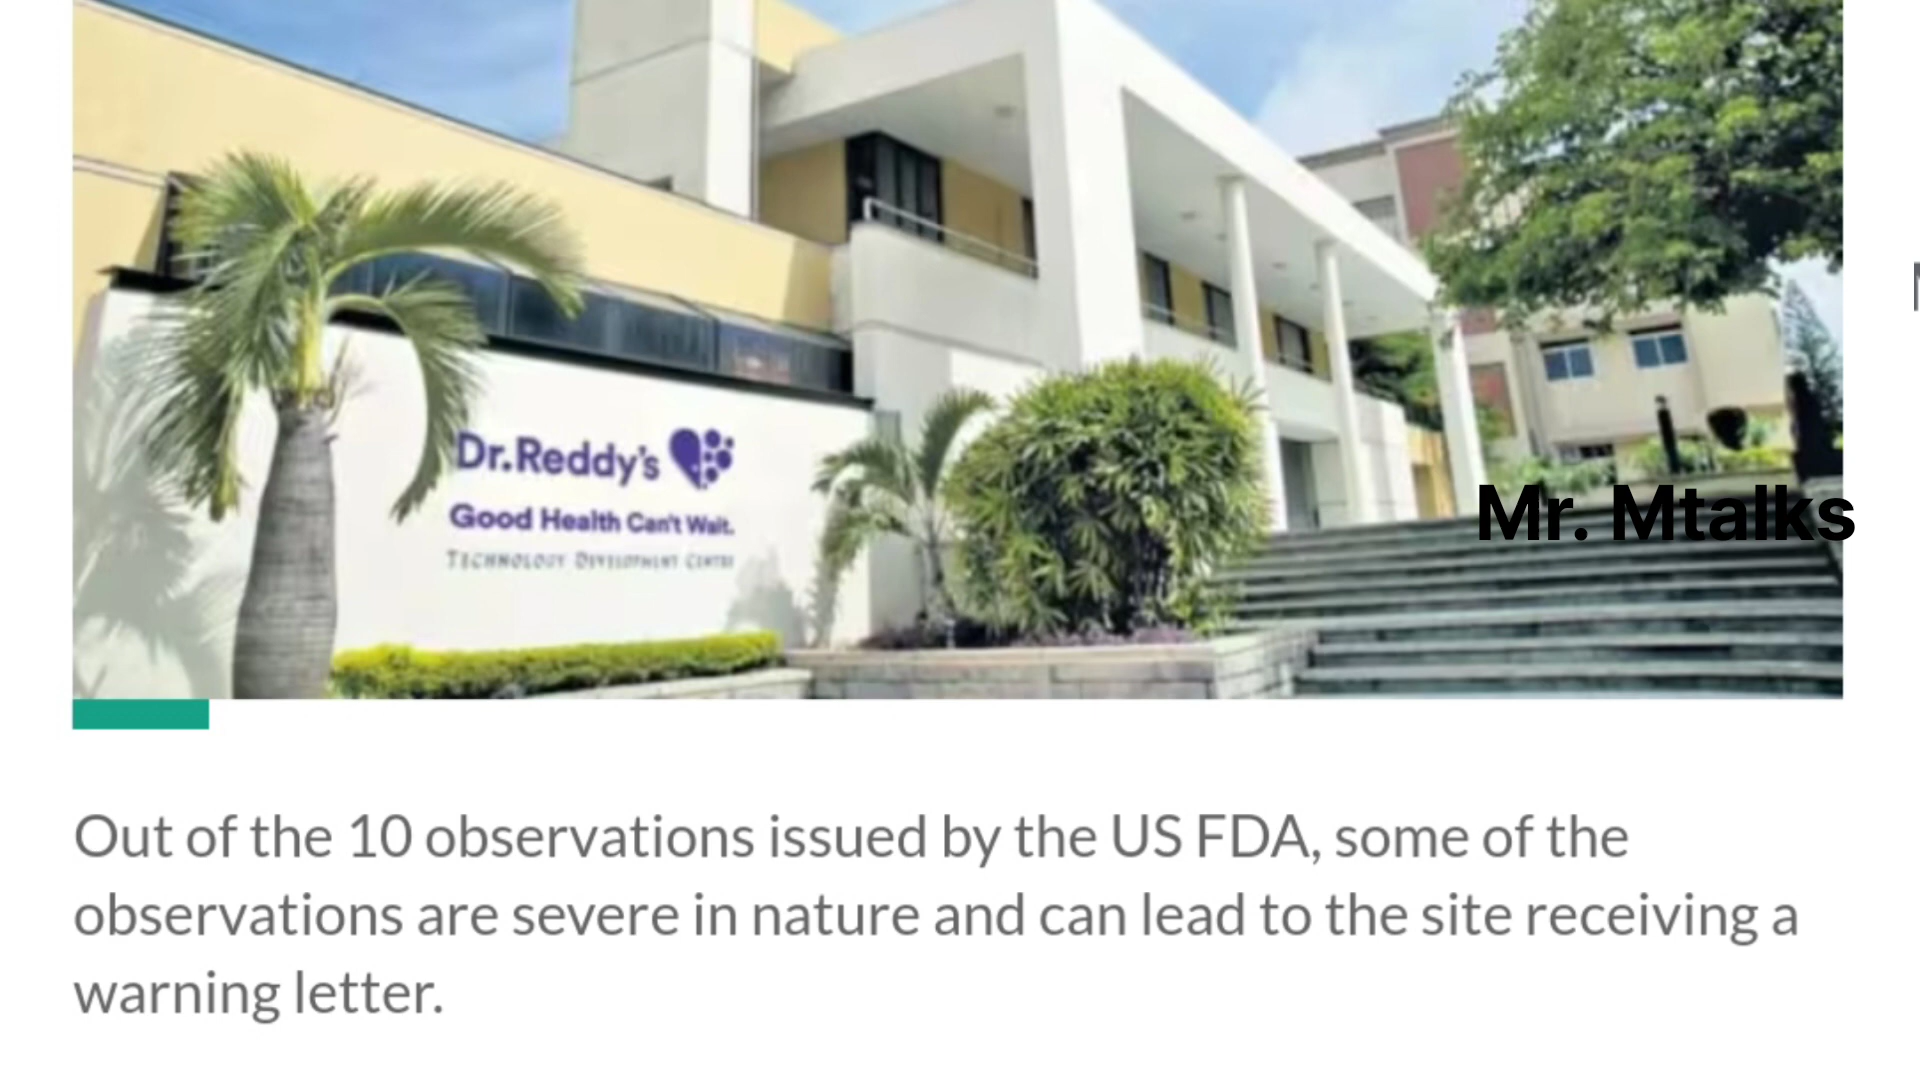 Dr.Reddy's
Good Health Can't Wait.
TECHNOLOGY DEVELOPMENT CENTRE
Mr. Mtalks
Out of the 10 observations issued by the US FDA, some of the
observations are severe in nature and can lead to the site receiving a
warning letter.